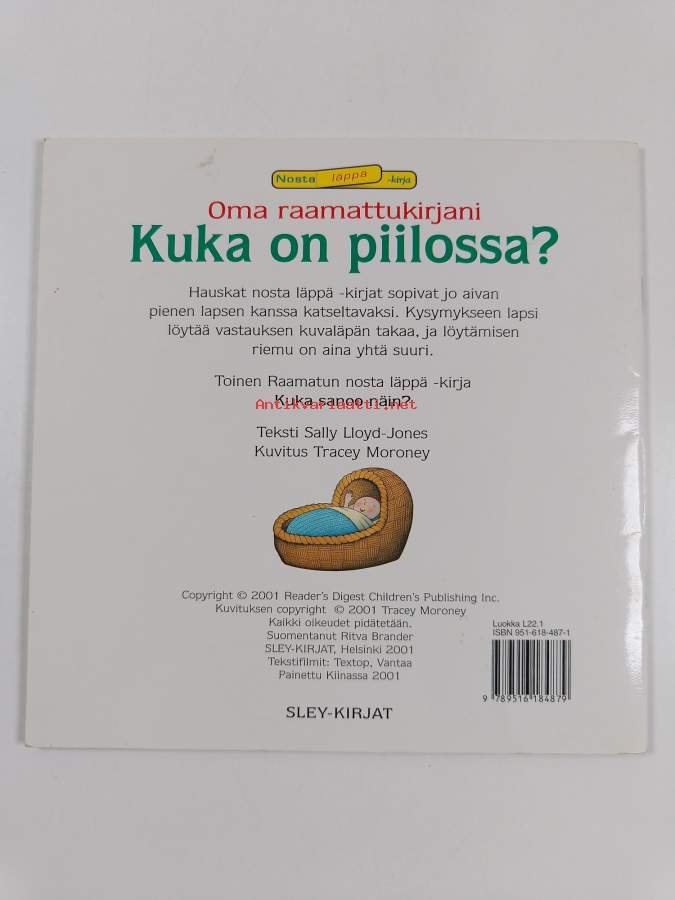 Nosta läppä -kirja
Oma raamattukirjani
Kuka on piilossa?
Hauskat nosta läppä -kirjat sopivat jo aivan
pienen lapsen kanssa katseltavaksi. Kysymykseen lapsi
löytää vastauksen kuvaläpän takaa, ja löytämisen
riemu on aina yhtä suuri.
Toinen Raamatun nosta läppä -kirja
Kuka sanoo näin?
Antikvariaatti.net
Teksti Sally Lloyd-Jones
Kuvitus Tracey Moroney
Copyright © 2001 Reader's Digest Children's Publishing Inc.
Kuvituksen copyright © 2001 Tracey Moroney
Kaikki oikeudet pidätetään.
Suomentanut Ritva Brander
SLEY-KIRJAT, Helsinki 2001
Tekstifilmit: Textop, Vantaa
Painettu Kiinassa 2001
SLEY-KIRJAT
Luokka L22.1
ISBN 951-618-487-1
9 789516 184879